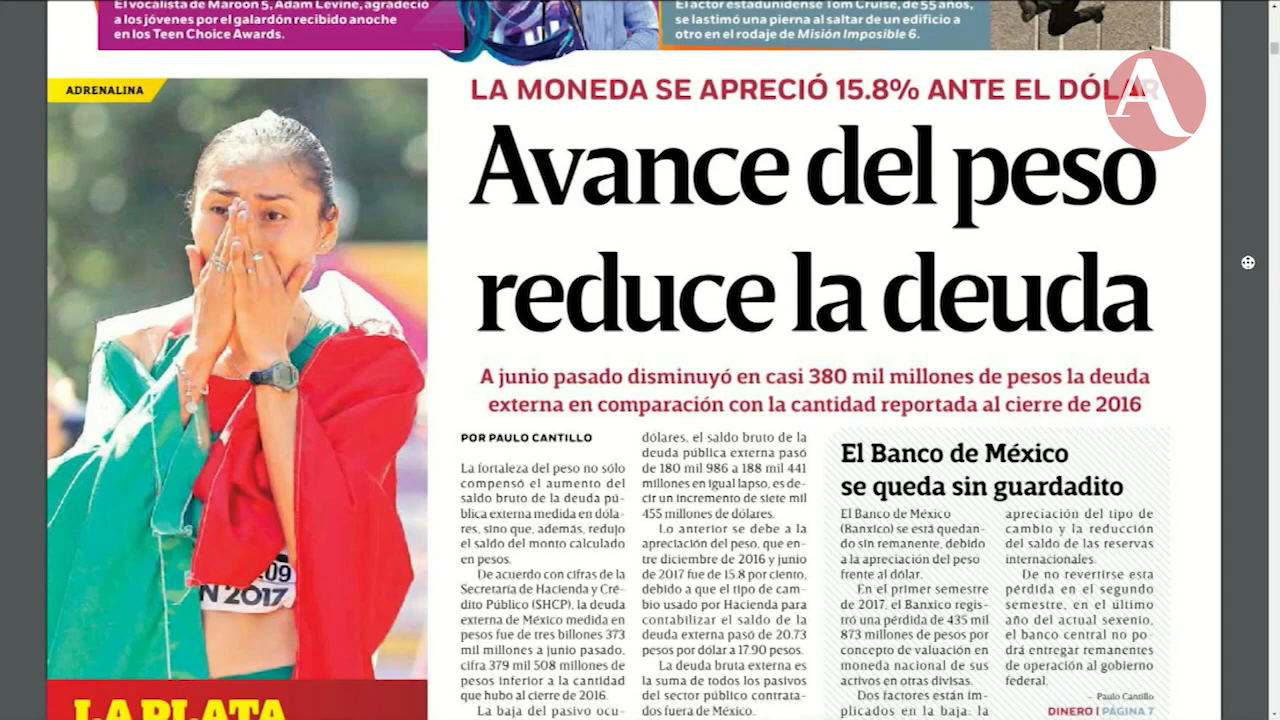 El vocalista de Maroon 5, Adam Levine, agradeció
a los jóvenes por el galardón recibido anoche
en los Teen Choice Awards.
El actor estadunidense Tom Cruise, de 55 años,
se lastimó una pierna al saltar de un edificio a
otro en el rodaje de Misión Imposible 6.
ADRENALINA
LA MONEDA SE APRECIÓ 15.8% ANTE EL DÓLAR
A
Avance del peso
reduce la deuda
A junio pasado disminuyó en casi 380 mil millones de pesos la deuda
externa en comparación con la cantidad reportada al cierre de 2016
POR PAULO CANTILLO
La fortaleza del peso no sólo
compensó el aumento del
saldo bruto de la deuda pú-
blica externa medida en dóla-
res, sino que, además, redujo
el saldo del monto calculado
en pesos.
De acuerdo con cifras de la
Secretaría de Hacienda y Cré-
dito Público (SHCP), la deuda
externa de México medida en
pesos fue de tres billones 373
mil millones a junio pasado,
cifra 379 mil 508 millones de
pesos inferior a la cantidad
que hubo al cierre de 2016.
La baja del pasivo ocu-
dólares, el saldo bruto de la
deuda pública externa pasó
de 180 mil 986 a 188 mil 441
millones en igual lapso, es de-
cir un incremento de siete mil
455 millones de dólares.
Lo anterior se debe a la
apreciación del peso, que en-
tre diciembre de 2016 y junio
de 2017 fue de 15.8 por ciento,
debido a que el tipo de cam-
bio usado por Hacienda para
contabilizar el saldo de la
deuda externa pasó de 20.73
pesos por dólar a 17.90 pesos.
La deuda bruta externa es
la suma de todos los pasivos
del sector público contrata-
dos fuera de México.
El Banco de México
se queda sin guardadito
El Banco de México
(Banxico) se está quedan-
do sin remanente, debido
a la apreciación del peso
frente al dólar.
En el primer semestre
de 2017, el Banxico regis-
tró una pérdida de 435 mil
873 millones de pesos por
concepto de valuación en
moneda nacional de sus
activos en otras divisas.
Dos factores están im-
plicados en la baja: la
apreciación del tipo de
cambio y la reducción
del saldo de las reservas
internacionales.
De no revertirse esta
pérdida en el segundo
semestre, en el último
año del actual sexenio,
el banco central no po-
drá entregar remanentes
de operación al gobierno
federal.
— Paulo Cantillo
DINERO | PÁGINA 7
09
N 2017
LA PLATA